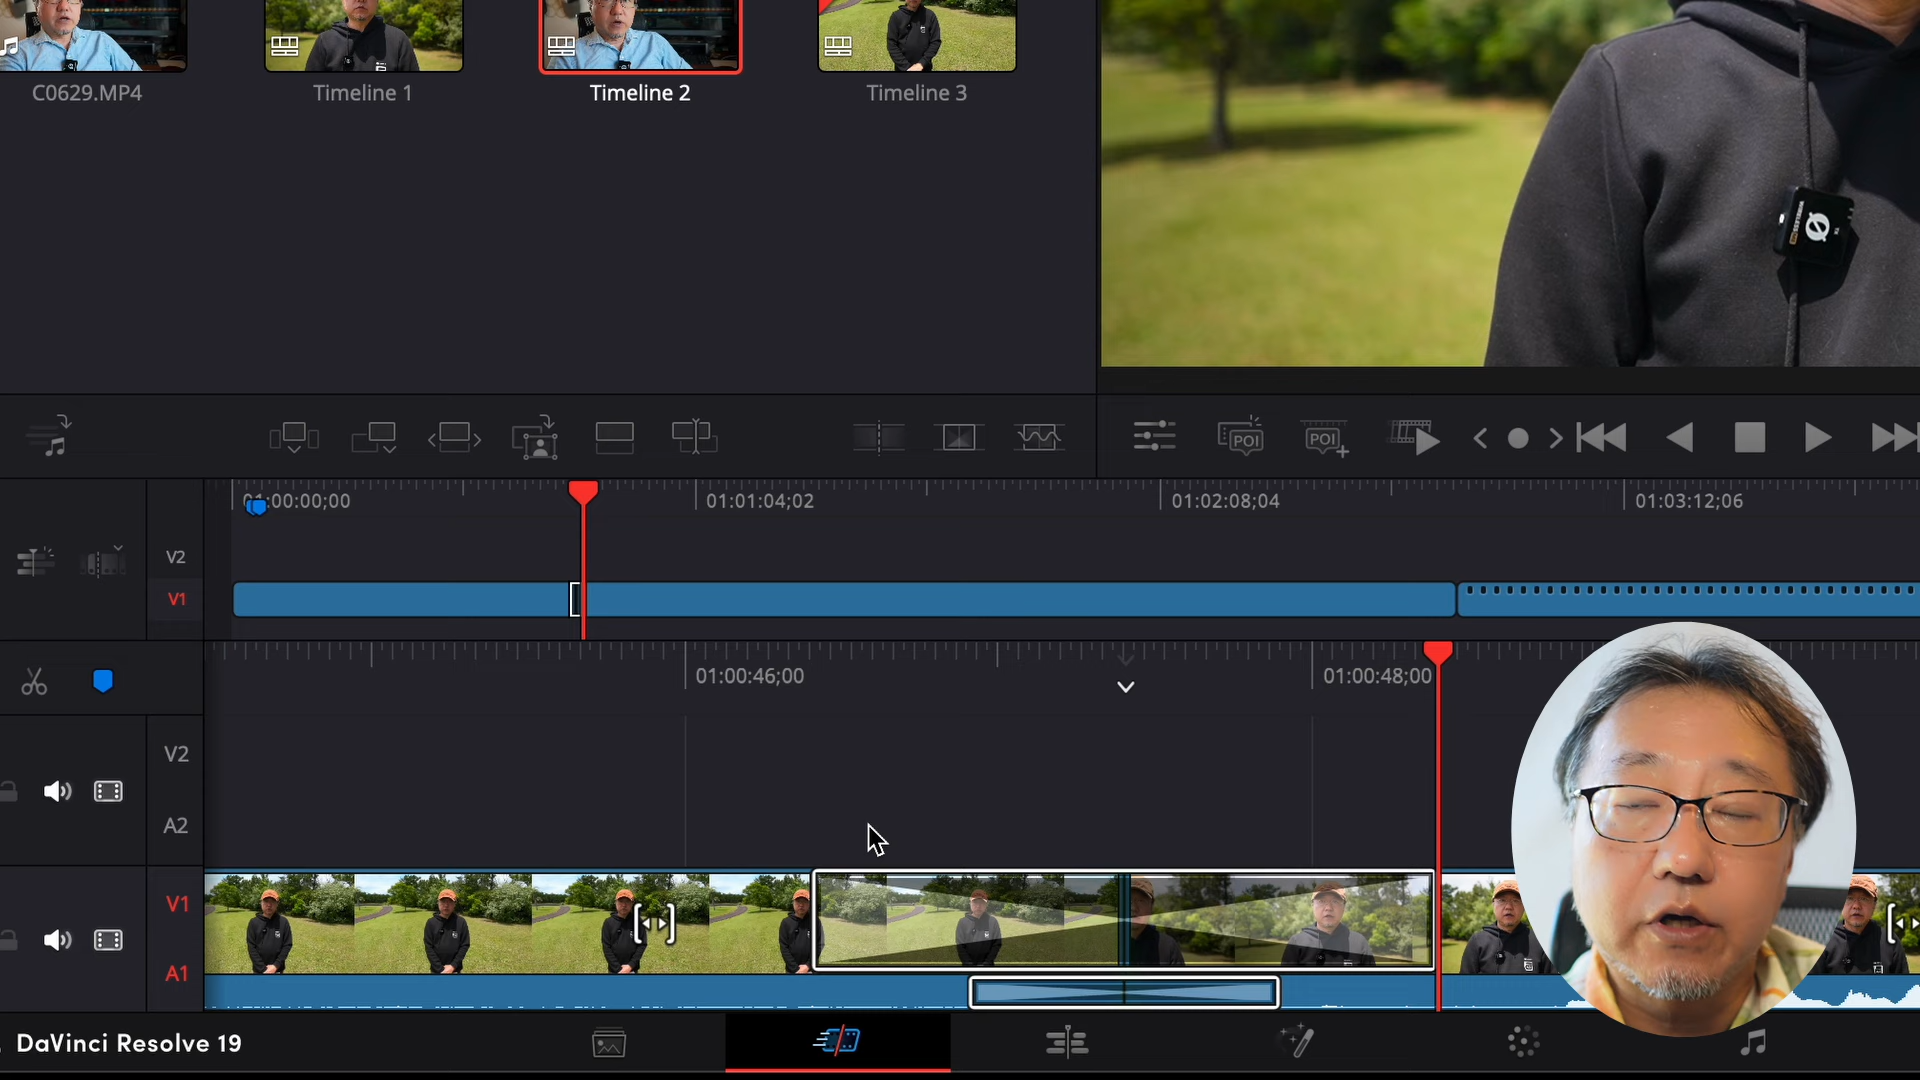 C0629.MP4
Timeline 1
Timeline 2
Timeline 3
POI
POI
01:00:00;00
01:01:04;02
01:02:08;04
01:03:12;06
V2
V1
01:00:46;00
01:00:48;00
V2
A2
V1
A1
DaVinci Resolve 19